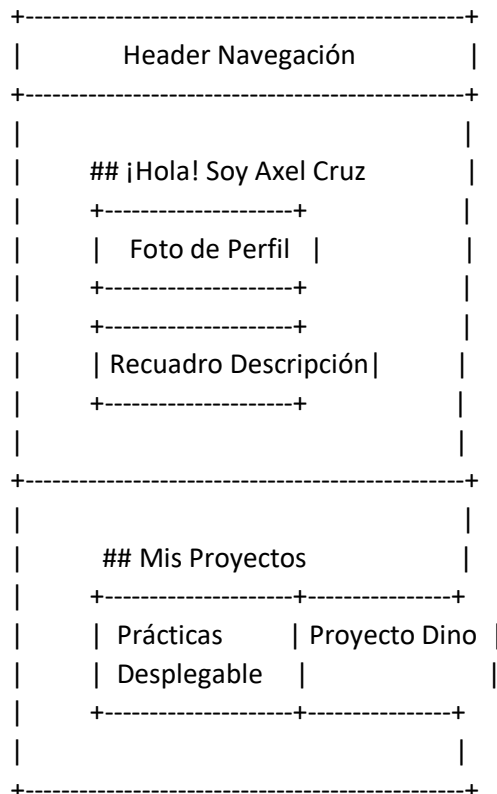 +-------------------------------------------------+
| Header Navegación |
+-------------------------------------------------+
| |
| ## ¡Hola! Soy Axel Cruz |
| +---------------------+ |
| | Foto de Perfil | |
| +---------------------+ |
| +---------------------+ |
| | Recuadro Descripción| |
| +---------------------+ |
| |
+-------------------------------------------------+
| |
| ## Mis Proyectos |
| +---------------------+----------------+
| | Prácticas | Proyecto Dino |
| | Desplegable | |
| +---------------------+----------------+
| |
+-------------------------------------------------+